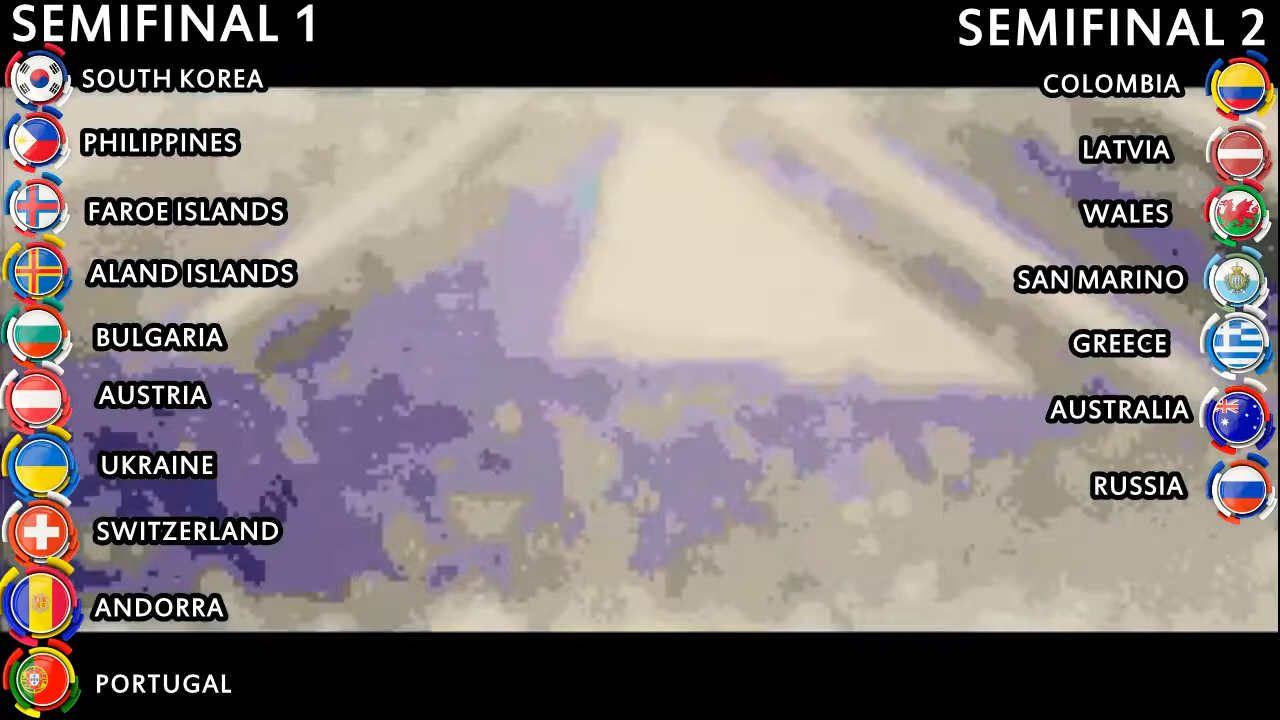 SEMIFINAL 1
SOUTH KOREA
PHILIPPINES
FAROE ISLANDS
ALAND ISLANDS
BULGARIA
AUSTRIA
UKRAINE
SWITZERLAND
ANDORRA
PORTUGAL
SEMIFINAL 2
COLOMBIA
LATVIA
WALES
SAN MARINO
GREECE
AUSTRALIA
RUSSIA